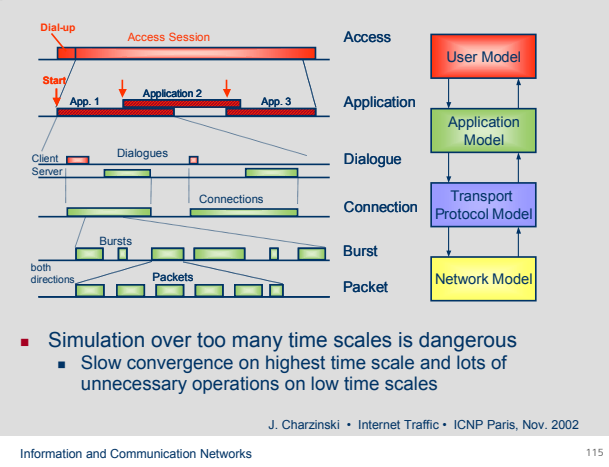 Dial-up
Access Session
Access
Start
App. 1
Application 2
App. 3
Application
Client
Server
Dialogues
Dialogue
Connections
Connection
Bursts
Burst
both
directions
Packets
Packet
User Model
Application
Model
Transport
Protocol Model
Network Model
Simulation over too many time scales is dangerous
Slow convergence on highest time scale and lots of
unnecessary operations on low time scales
J. Charzinski • Internet Traffic • ICNP Paris, Nov. 2002
Information and Communication Networks
115